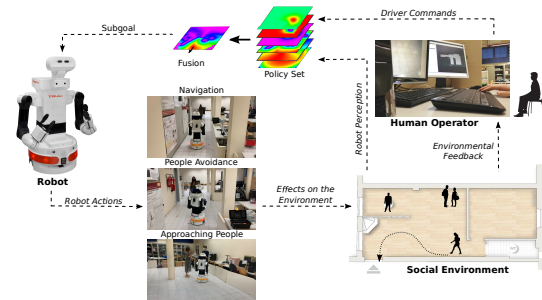 Driver Commands
Subgoal
Fusion
Policy Set
Navigation
Robot Perception
Human Operator
Environmental
Feedback
People Avoidance
Robot
Robot Actions
Effects on the
Environment
Approaching People
Social Environment